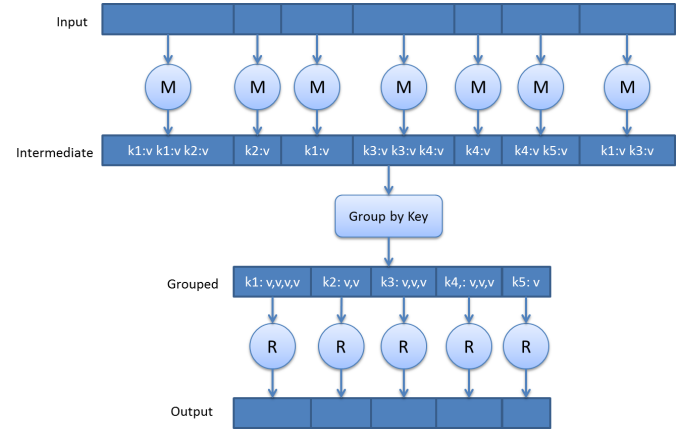 Input
M M M M M M M
Intermediate k1:v k1:v k2:v k2:v k1:v k3:v k3:v k4:v k4:v k4:v k5:v k1:v k3:v
Group by Key
Grouped k1: v,v,v,v k2: v,v k3: v,v,v k4,: v,v,v k5: v
R R R R R
Output